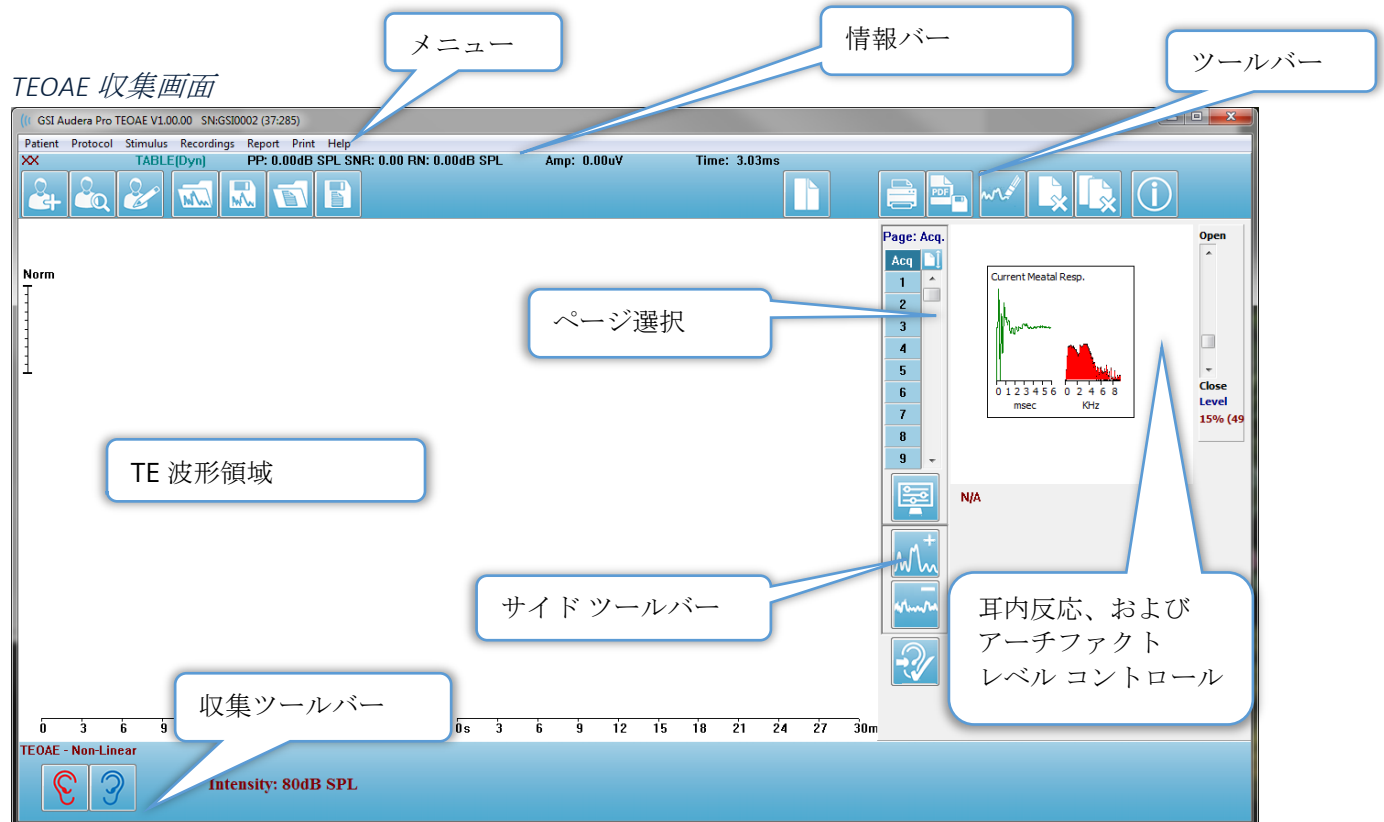 メニュー
情報バー
ツールバー
TEOAE 収集画面
GSI Audera Pro TEOAE V1.00.00 SN:GSI0002 (37:285)
Patient Protocol Stimulus Recordings Report Print Help
XX TABLE(Dyn) PP: 0.00dB SPL SNR: 0.00 RN: 0.00dB SPL Amp: 0.00uV Time: 3.03ms
PDF
Page: Acq.
Open
Acq
Norm
1
2
3
4
5
6
7
8
9
Current Meatal Resp.
0 1 2 3 4 5 6 0 2 4 6 8
msec KHz
Close
Level
15% (49
ページ選択
TE 波形領域
N/A
サイド ツールバー
耳内反応、および
アーチファクト
レベル コントロール
収集ツールバー
0 3 6 9 0s 3 6 9 12 15 18 21 24 27 30m
TEOAE - Non-Linear
Intensity: 80dB SPL